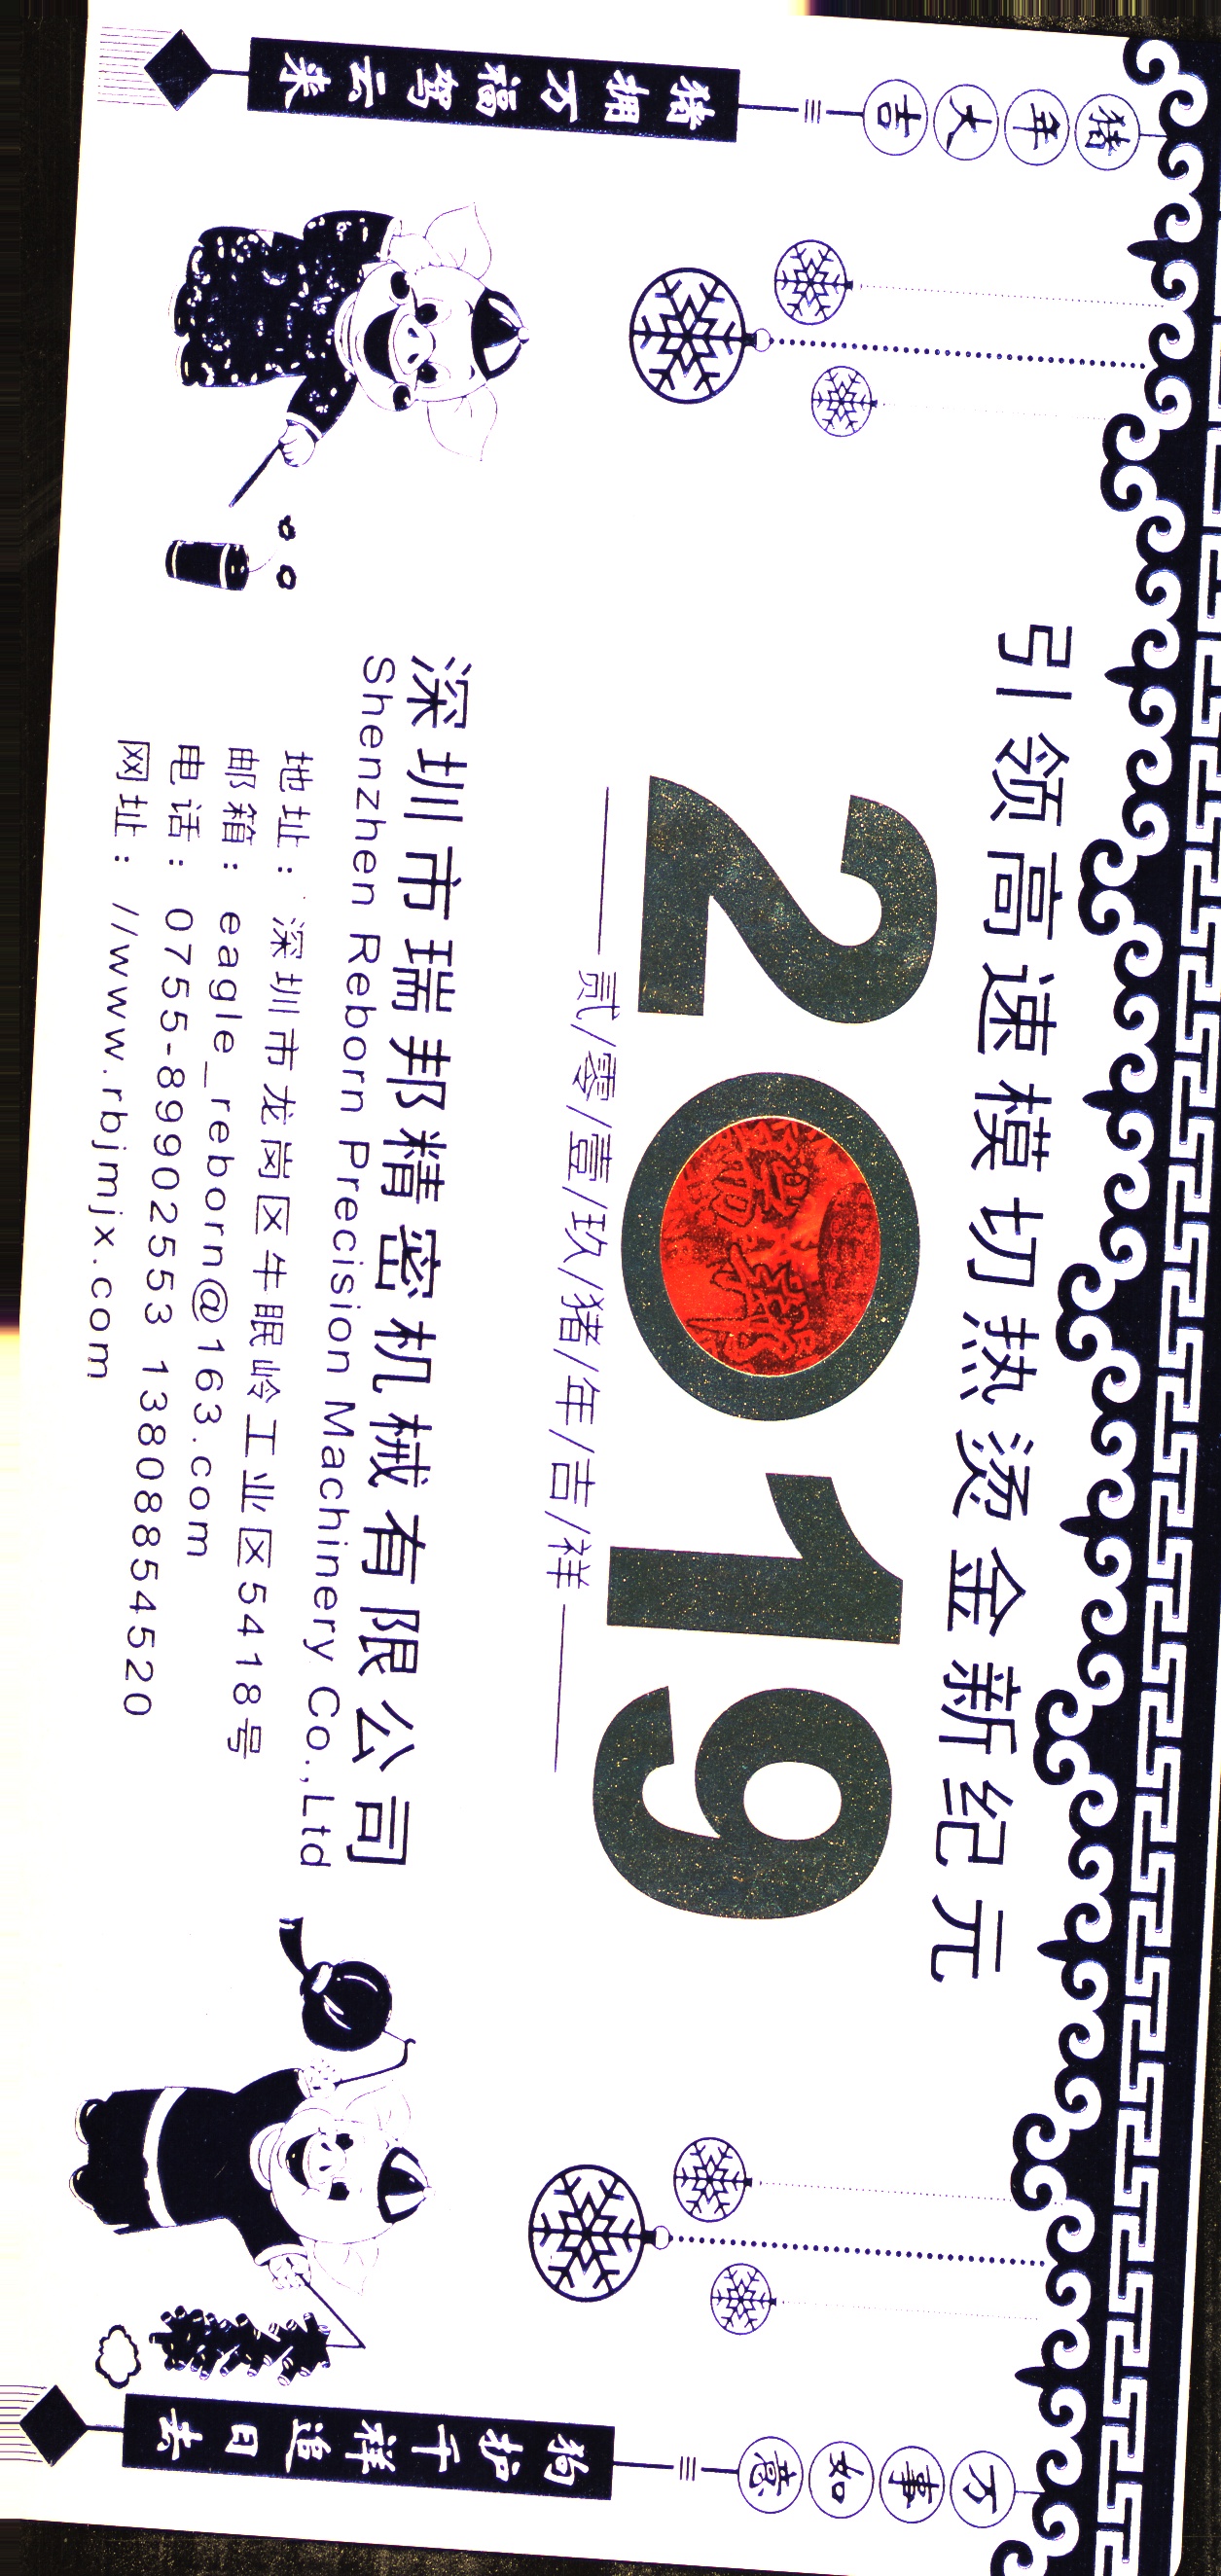 猪年大吉
猪拥万福驾云来
引领高速模切热烫金新纪元
2019
贰/零/壹/玖/猪/年/吉/祥
深圳市瑞邦精密机械有限公司
Shenzhen Reborn Precision Machinery Co.,Ltd
地址：深圳市龙岗区牛眠岭工业区5418号
邮箱：eagle_reborn@163.com
电话：0755-89902553 13808854520
网址：//www.rbjmjx.com
万事如意
狗护千祥追日去